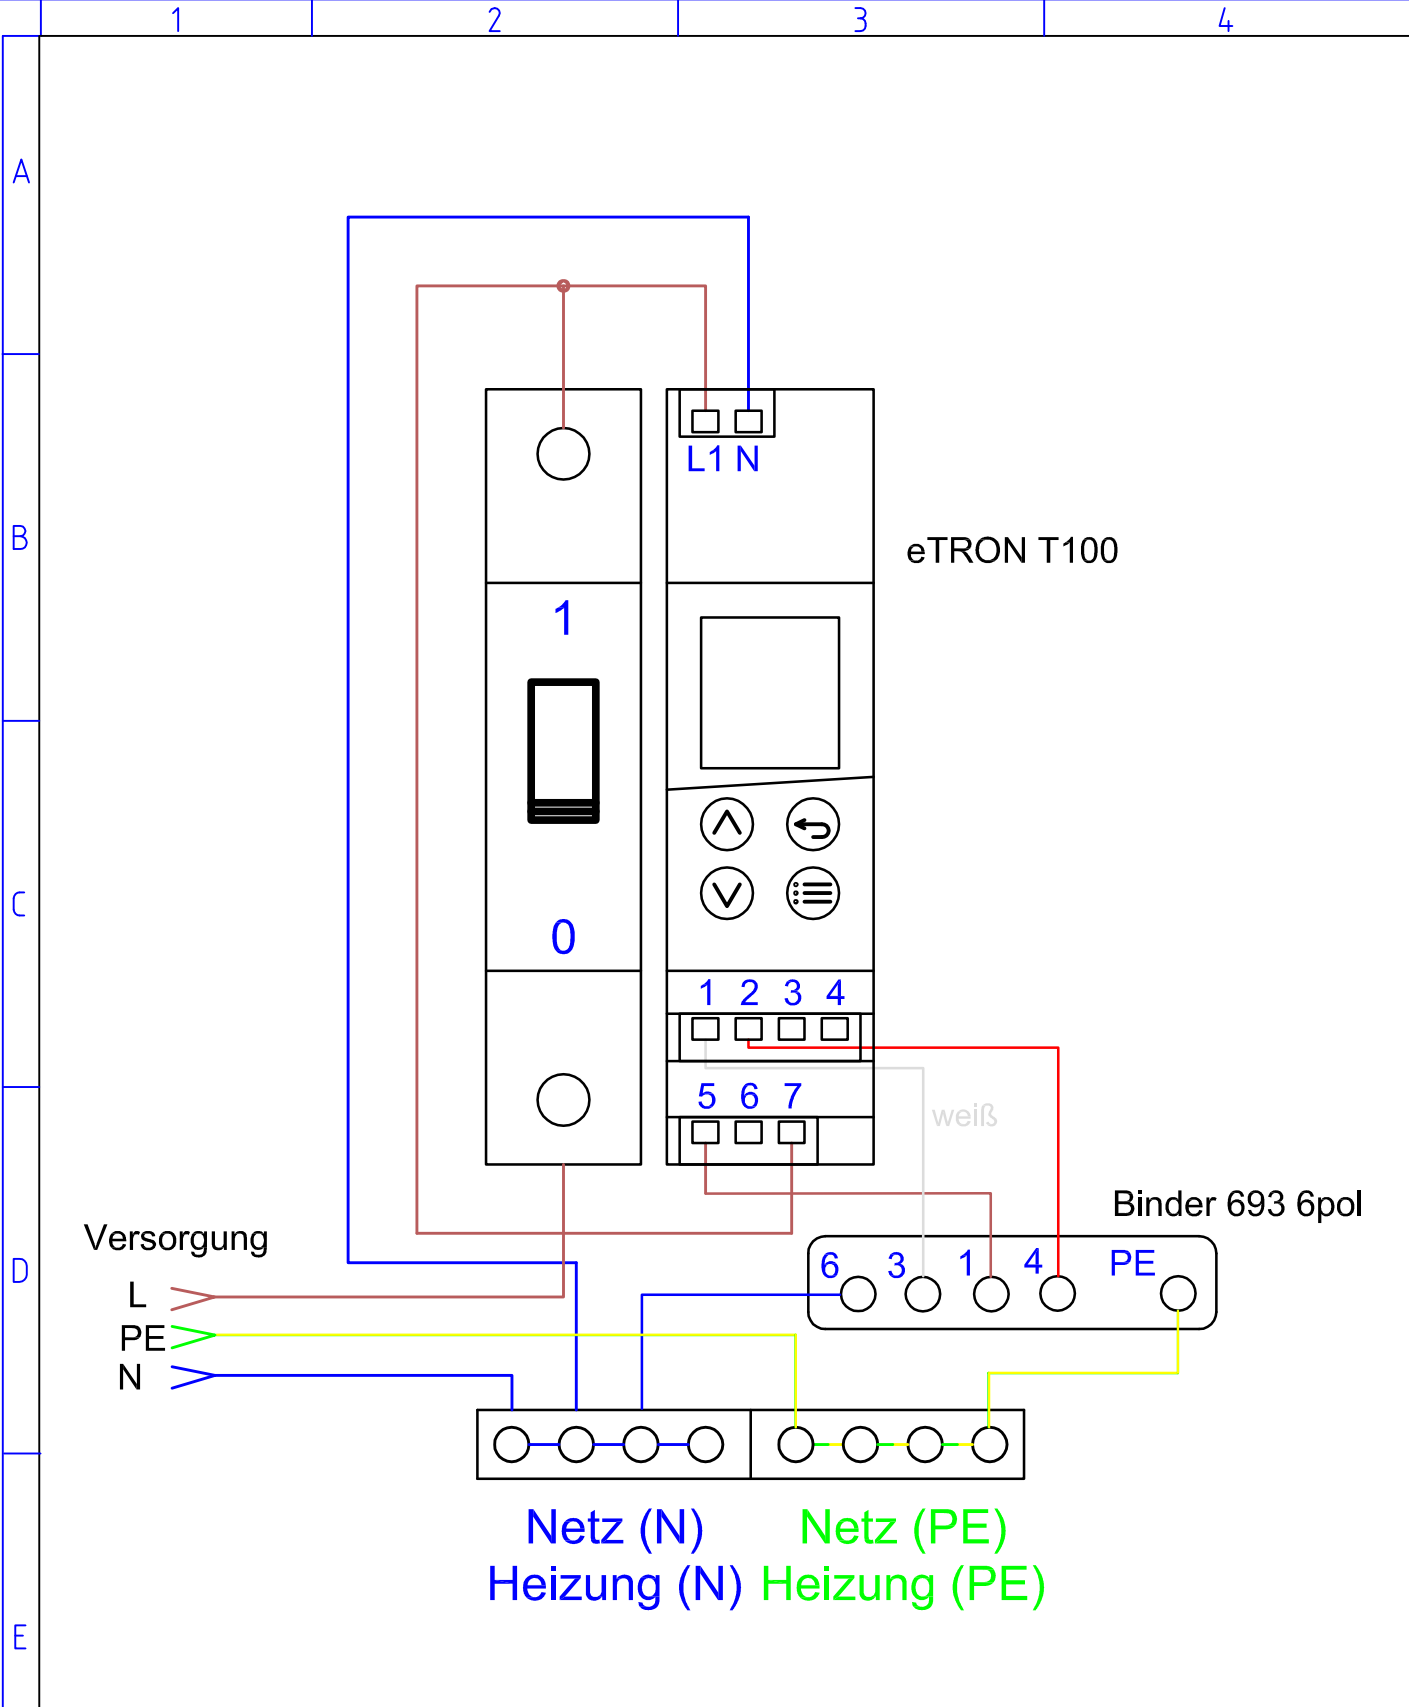 1 2 3 4
A
L1 N
B
eTRON T100
1
C
0
1 2 3 4
5 6 7
weiß
Binder 693 6pol
Versorgung
D
6 3 1 4 PE
L
PE
N
Netz (N) Netz (PE)
Heizung (N) Heizung (PE)
E